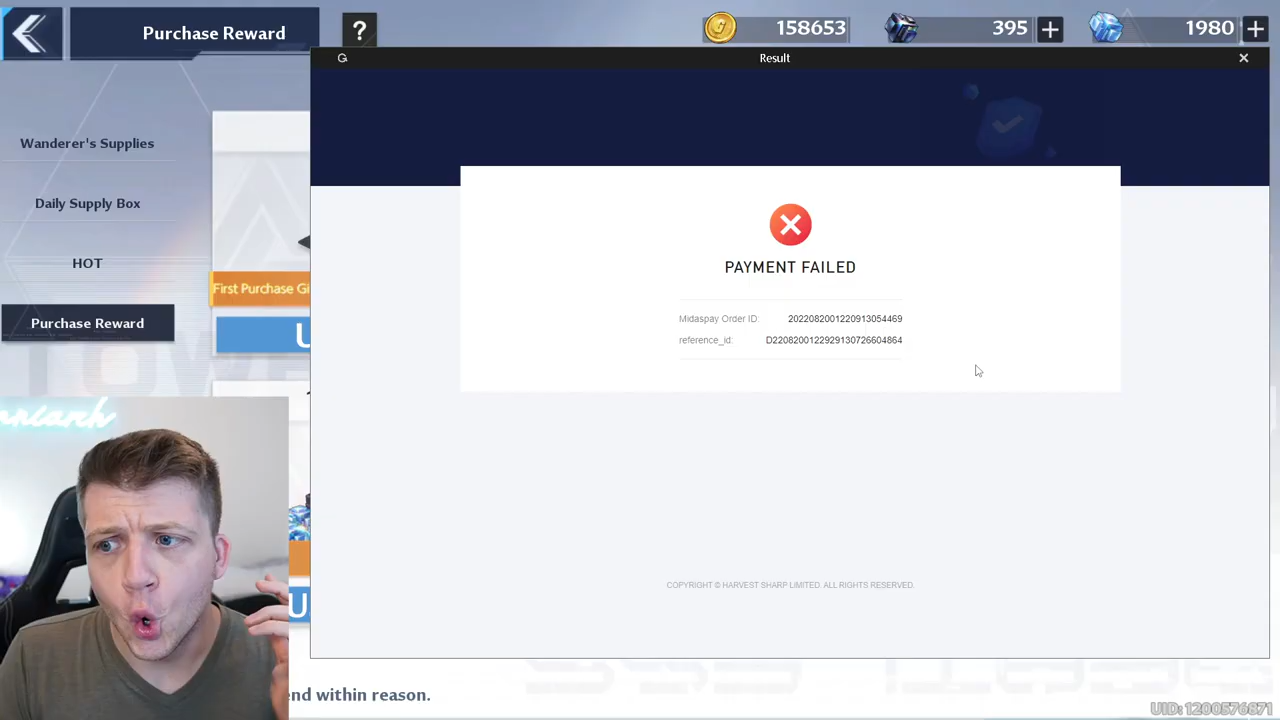 Purchase Reward
?
158653
395
1980
Result
Wanderer's Supplies
Daily Supply Box
HOT
Purchase Reward
First Purchase Gi
U
PAYMENT FAILED
Midaspay Order ID: 2022082001220913054469
reference_id: D2208200122929130726604864
U
COPYRIGHT © HARVEST SHARP LIMITED. ALL RIGHTS RESERVED.
end within reason.
UID: 1200576871